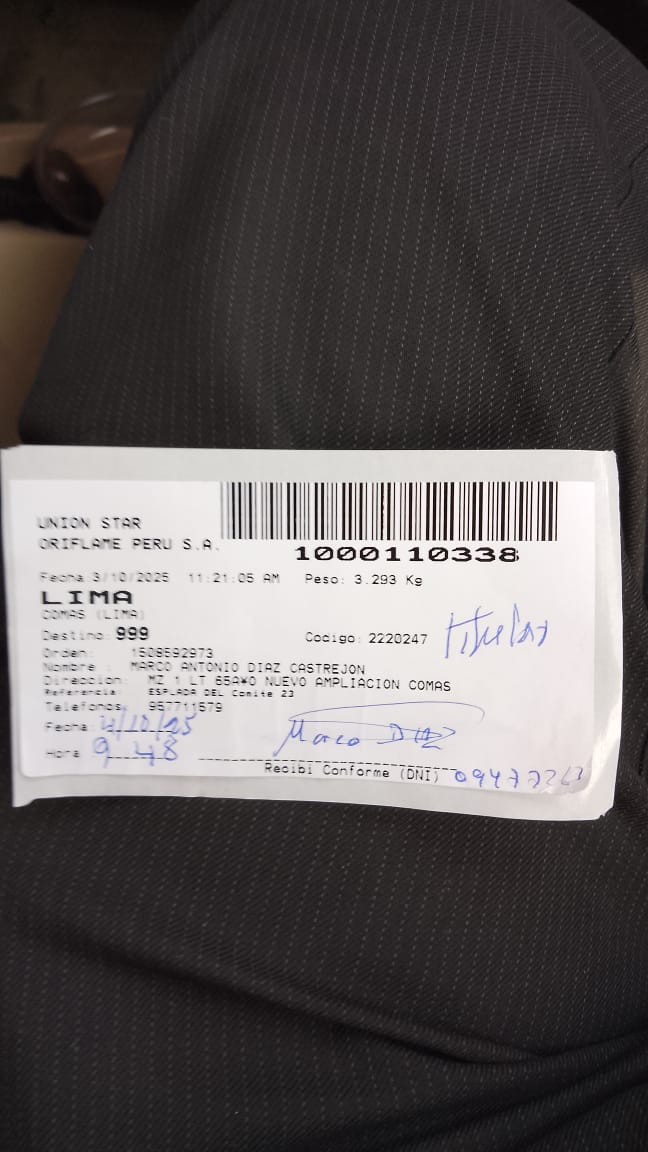 UNION STAR
ORIFLAME PERU S.A.
1000110338
Fecha: 3/10/2025 11:21:05 AM Peso: 3.293 Kg
LIMA
COMAS (LIMA)
Destino: 999 Codigo: 2220247 titular
Orden: 1508592973
Nombre : MARCO ANTONIO DIAZ CASTREJON
Direccion: MZ 1 LT 65A¥O NUEVO AMPLIACION COMAS
Referencia: ESPLADA DEL Comite 23
Telefonos: 957711579
Fecha: 4/10/25 Marco DIAZ
Hora: 9 48
Recibi Conforme (DNI)